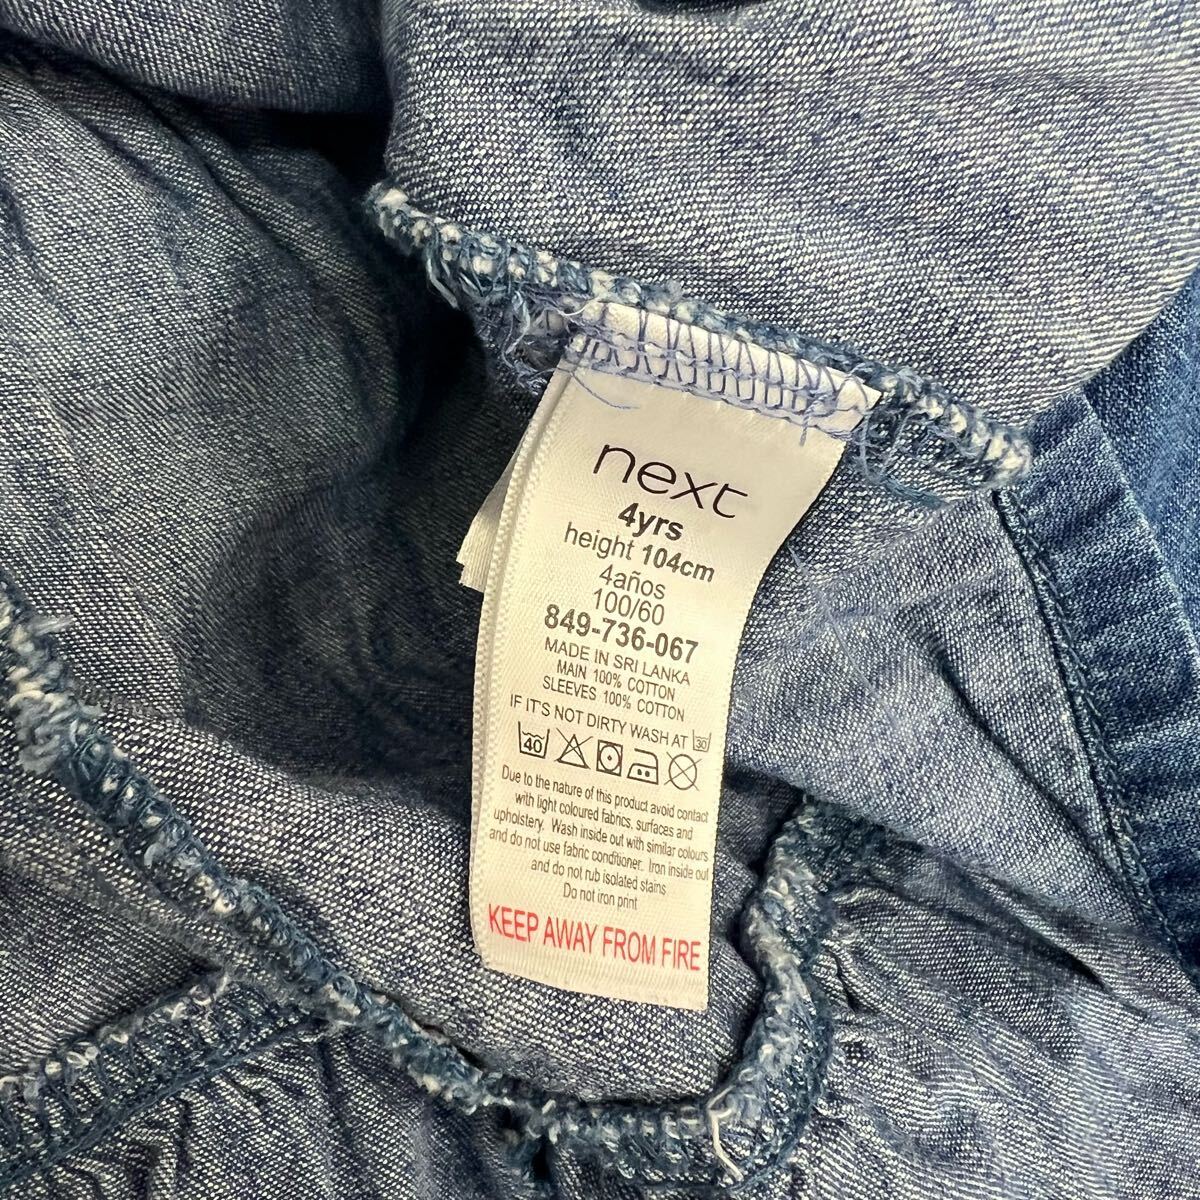 next
4yrs
height 104cm
4años
100/60
849-736-067
MADE IN SRI LANKA
MAIN 100% COTTON
SLEEVES 100% COTTON
IF IT'S NOT DIRTY WASH AT 30
40
Due to the nature of this product avoid contact
with light coloured fabrics, surfaces and
upholstery. Wash inside out with similar colours
and do not use fabric conditioner. Iron inside out
and do not rub isolated stains
Do not iron print
KEEP AWAY FROM FIRE